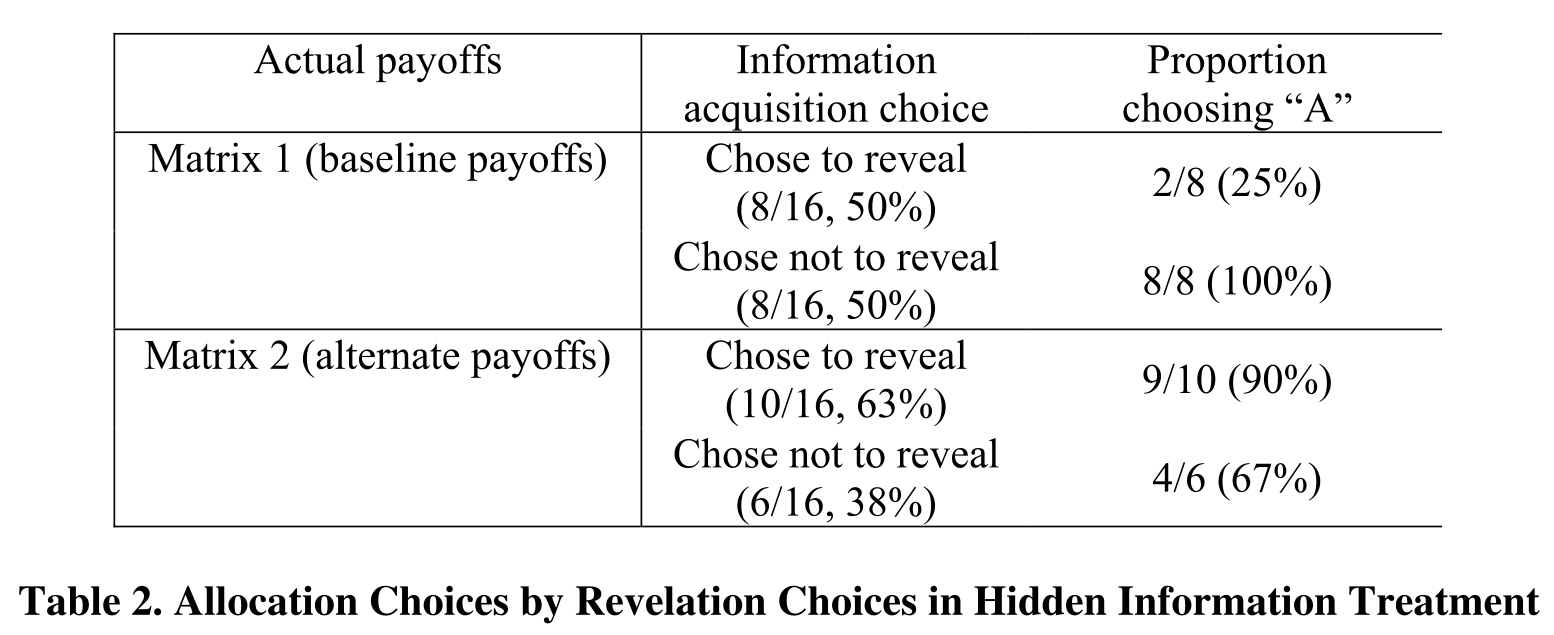 Actual payoffs
Information
acquisition choice
Proportion
choosing “A”
Matrix 1 (baseline payoffs)
Chose to reveal
(8/16, 50%)
2/8 (25%)
Chose not to reveal
(8/16, 50%)
8/8 (100%)
Matrix 2 (alternate payoffs)
Chose to reveal
(10/16, 63%)
9/10 (90%)
Chose not to reveal
(6/16, 38%)
4/6 (67%)
Table 2. Allocation Choices by Revelation Choices in Hidden Information Treatment